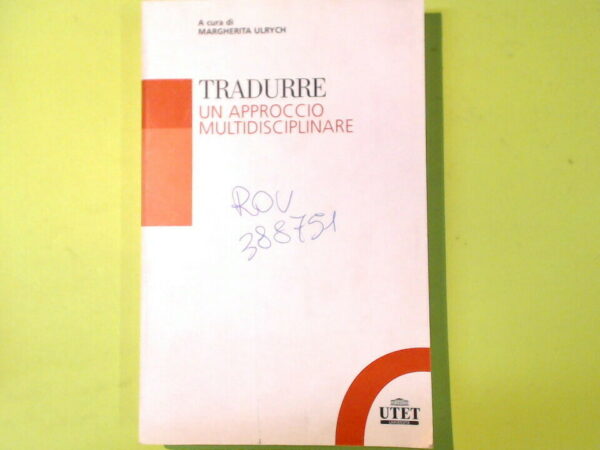 A cura di
MARGHERITA ULRYCH
TRADURRE
UN APPROCCIO
MULTIDISCIPLINARE
ROV
388751
UTET